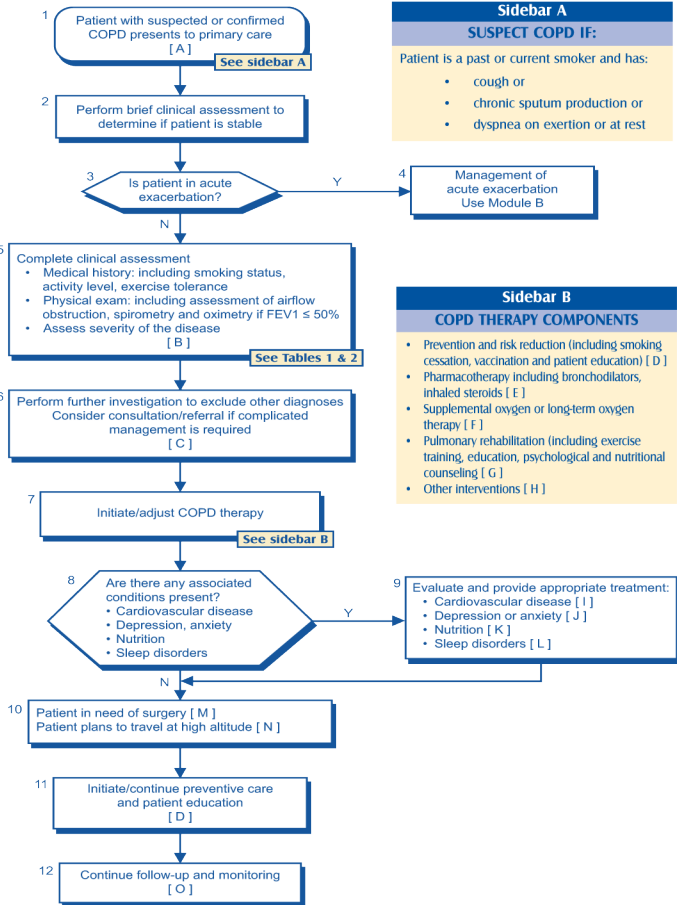 1
Patient with suspected or confirmed
COPD presents to primary care
[ A ]
See sidebar A
Sidebar A
SUSPECT COPD IF:
Patient is a past or current smoker and has:
• cough or
• chronic sputum production or
• dyspnea on exertion or at rest
2
Perform brief clinical assessment to
determine if patient is stable
3
Is patient in acute
exacerbation?
Y
N
4
Management of
acute exacerbation
Use Module B
5
Complete clinical assessment
• Medical history: including smoking status,
activity level, exercise tolerance
• Physical exam: including assessment of airflow
obstruction, spirometry and oximetry if FEV1 ≤ 50%
• Assess severity of the disease
[ B ]
See Tables 1 & 2
Sidebar B
COPD THERAPY COMPONENTS
• Prevention and risk reduction (including smoking
cessation, vaccination and patient education) [ D ]
• Pharmacotherapy including bronchodilators,
inhaled steroids [ E ]
• Supplemental oxygen or long-term oxygen
therapy [ F ]
• Pulmonary rehabilitation (including exercise
training, education, psychological and nutritional
counseling [ G ]
• Other interventions [ H ]
6
Perform further investigation to exclude other diagnoses
Consider consultation/referral if complicated
management is required
[ C ]
7
Initiate/adjust COPD therapy
See sidebar B
8
Are there any associated
conditions present?
• Cardiovascular disease
• Depression, anxiety
• Nutrition
• Sleep disorders
Y
N
9
Evaluate and provide appropriate treatment:
• Cardiovascular disease [ I ]
• Depression or anxiety [ J ]
• Nutrition [ K ]
• Sleep disorders [ L ]
10
Patient in need of surgery [ M ]
Patient plans to travel at high altitude [ N ]
11
Initiate/continue preventive care
and patient education
[ D ]
12
Continue follow-up and monitoring
[ O ]